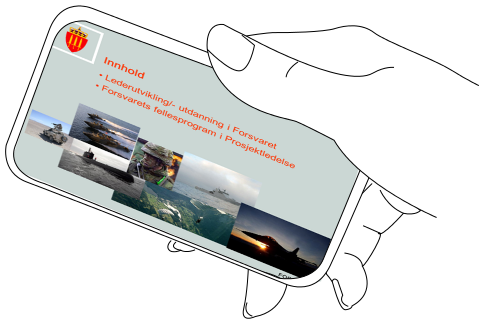 Innhold
• Lederutvikling/- utdanning i Forsvaret
• Forsvarets fellesprogram i Prosjektledelse